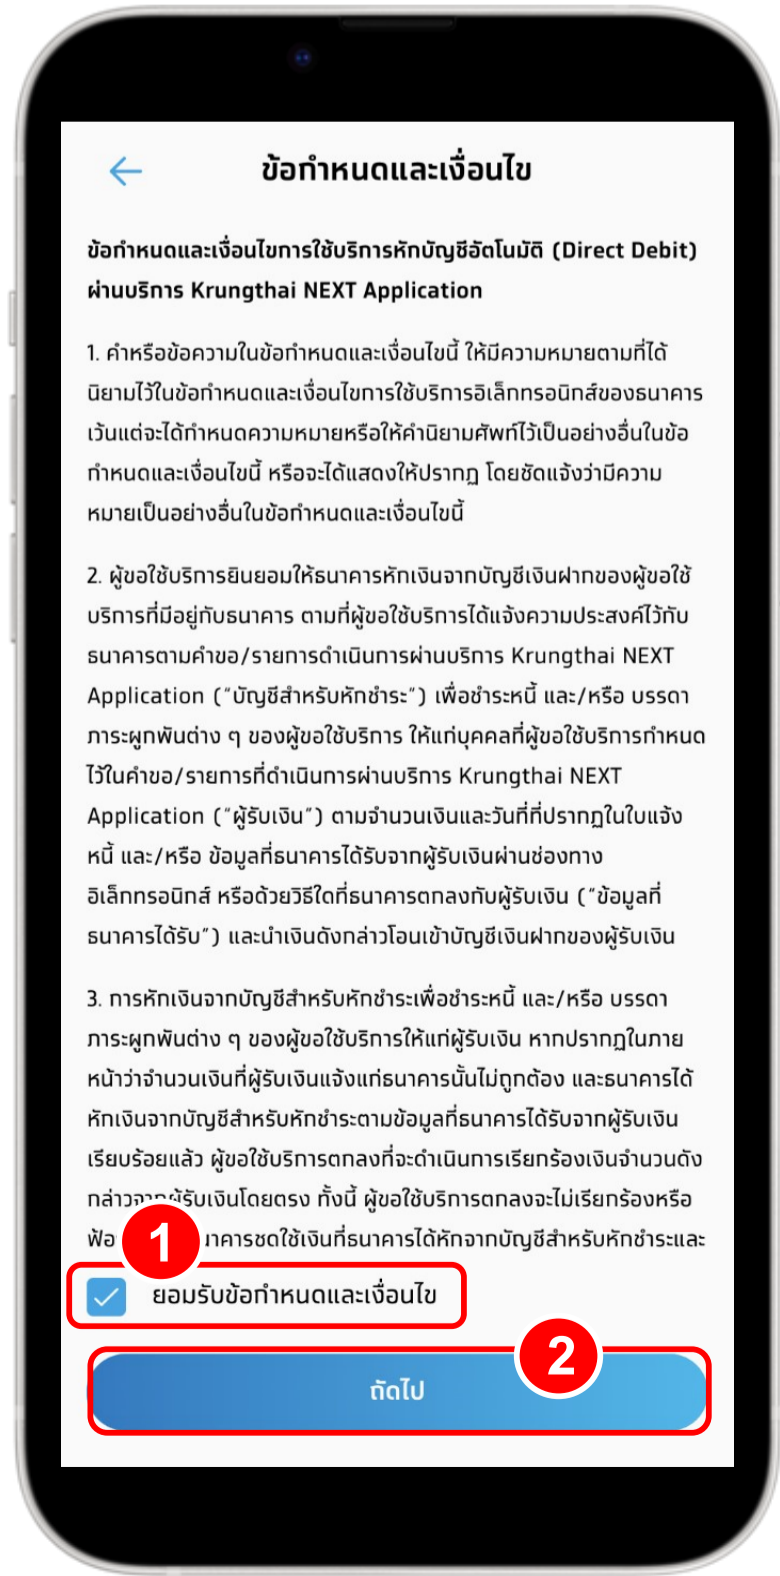 ข้อกำหนดและเงื่อนไข
ข้อกำหนดและเงื่อนไขการใช้บริการหักบัญชีอัตโนมัติ (Direct Debit)
ผ่านบริการ Krungthai NEXT Application
1. คำหรือข้อความในข้อกำหนดและเงื่อนไขนี้ ให้มีความหมายตามที่ได้
นิยามไว้ในข้อกำหนดและเงื่อนไขการใช้บริการอิเล็กทรอนิกส์ของธนาคาร
เว้นแต่จะได้กำหนดความหมายหรือให้คำนิยามศัพท์ไว้เป็นอย่างอื่นในข้อ
กำหนดและเงื่อนไขนี้ หรือจะได้แสดงให้ปรากฏ โดยชัดแจ้งว่ามีความ
หมายเป็นอย่างอื่นในข้อกำหนดและเงื่อนไขนี้
2. ผู้ขอใช้บริการยินยอมให้ธนาคารหักเงินจากบัญชีเงินฝากของผู้ขอใช้
บริการที่มีอยู่กับธนาคาร ตามที่ผู้ขอใช้บริการได้แจ้งความประสงค์ไว้กับ
ธนาคารตามคำขอ/รายการดำเนินการผ่านบริการ Krungthai NEXT
Application ("บัญชีสำหรับหักชำระ") เพื่อชำระหนี้ และ/หรือ บรรดา
ภาระผูกพันต่าง ๆ ของผู้ขอใช้บริการ ให้แก่บุคคลที่ผู้ขอใช้บริการกำหนด
ไว้ในคำขอ/รายการที่ดำเนินการผ่านบริการ Krungthai NEXT
Application ("ผู้รับเงิน") ตามจำนวนเงินและวันที่ที่ปรากฏในใบแจ้ง
หนี้ และ/หรือ ข้อมูลที่ธนาคารได้รับจากผู้รับเงินผ่านช่องทาง
อิเล็กทรอนิกส์ หรือด้วยวิธีใดที่ธนาคารตกลงกับผู้รับเงิน ("ข้อมูลที่
ธนาคารได้รับ") และนำเงินดังกล่าวโอนเข้าบัญชีเงินฝากของผู้รับเงิน
3. การหักเงินจากบัญชีสำหรับหักชำระเพื่อชำระหนี้ และ/หรือ บรรดา
ภาระผูกพันต่าง ๆ ของผู้ขอใช้บริการให้แก่ผู้รับเงิน หากปรากฏในภาย
หน้าว่าจำนวนเงินที่ผู้รับเงินแจ้งแก่ธนาคารนั้นไม่ถูกต้อง และธนาคารได้
หักเงินจากบัญชีสำหรับหักชำระตามข้อมูลที่ธนาคารได้รับจากผู้รับเงิน
เรียบร้อยแล้ว ผู้ขอใช้บริการตกลงที่จะดำเนินการเรียกร้องเงินจำนวนดัง
กล่าวจากผู้รับเงินโดยตรง ทั้งนี้ ผู้ขอใช้บริการตกลงจะไม่เรียกร้องหรือ
ชดใช้เงินที่ธนาคารได้หักจากบัญชีสำหรับหักชำระและ
1
ยอมรับข้อกำหนดและเงื่อนไข
2
ถัดไป